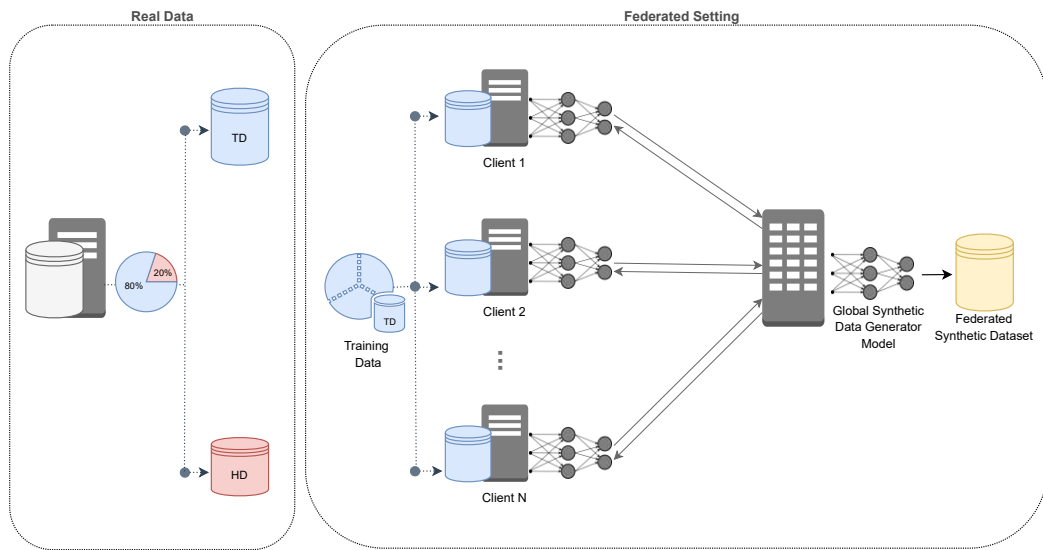 Real Data
Federated Setting
TD
80%
20%
HD
TD
Training
Data
Client 1
Client 2
Client N
Global Synthetic
Data Generator
Model
Federated
Synthetic Dataset